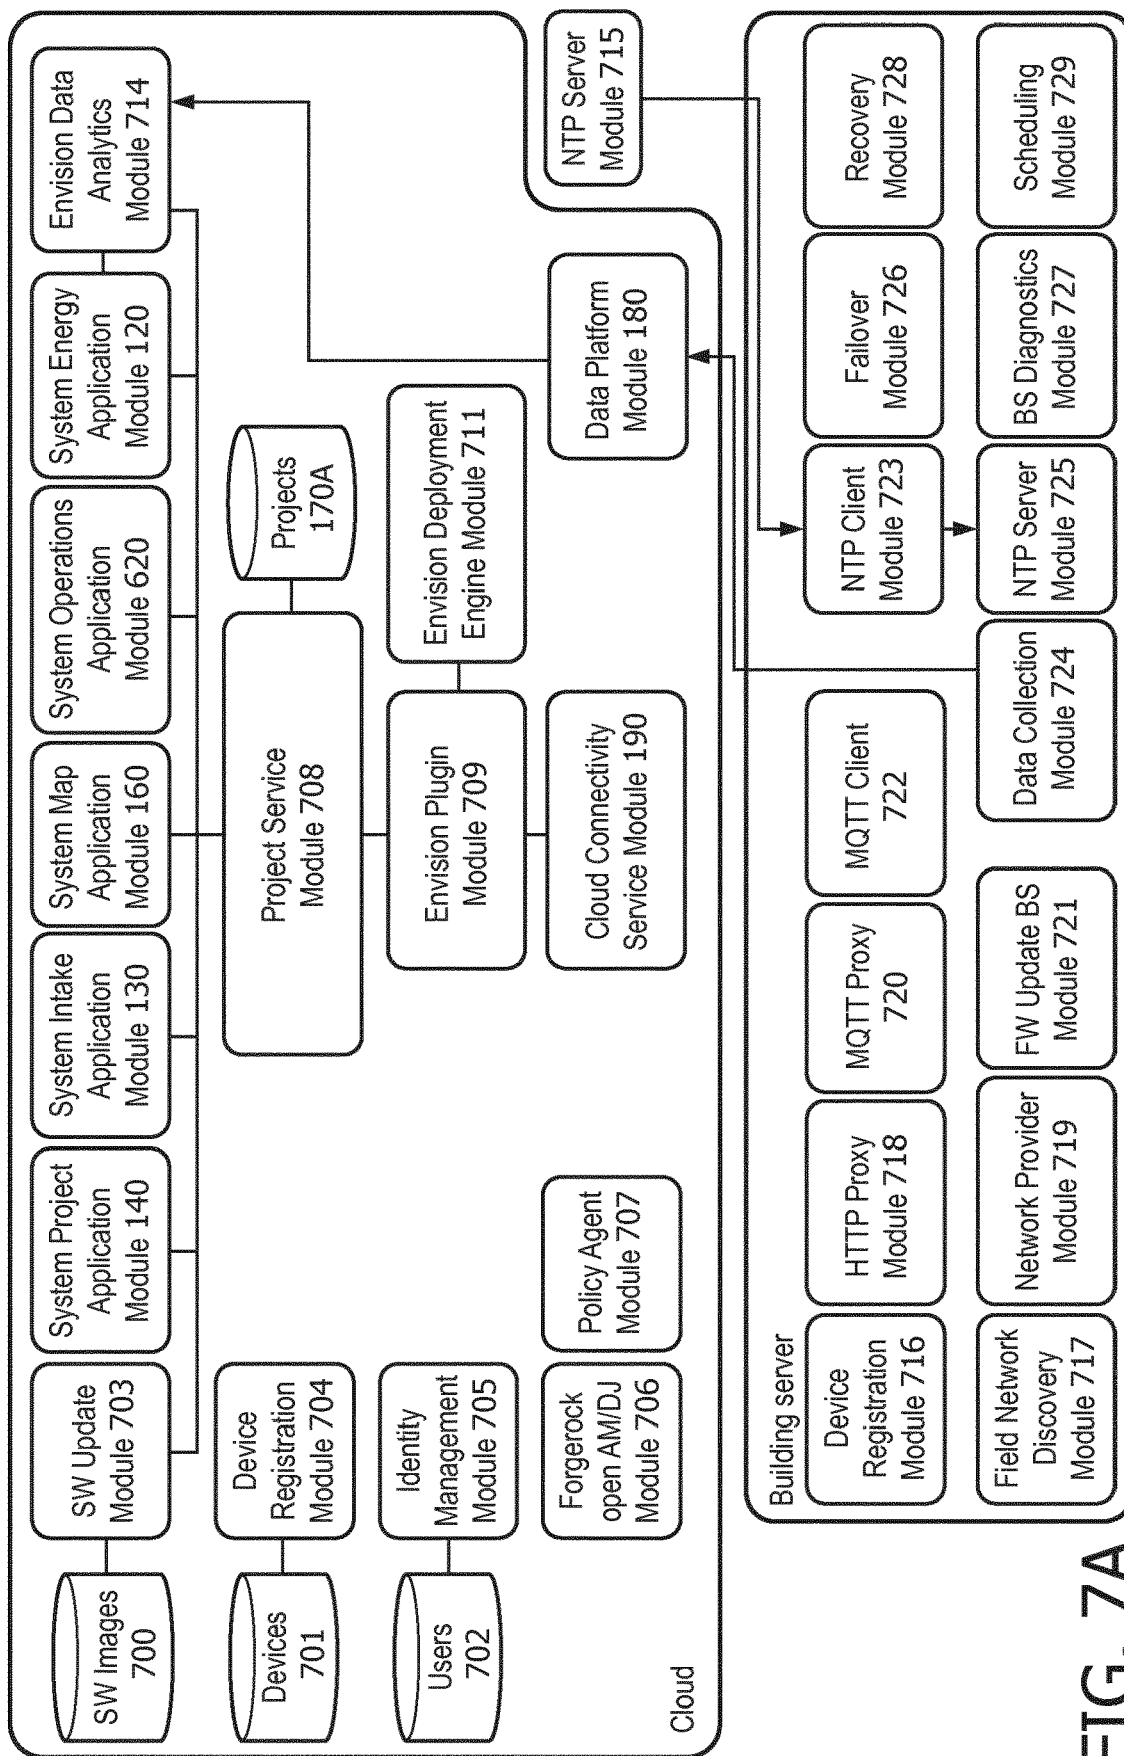 SW Images
700
SW Update
Module 703
System Project
Application
Module 140
System Intake
Application
Module 130
System Map
Application
Module 160
System Operations
Application
Module 620
System Energy
Application
Module 120
Envision Data
Analytics
Module 714
Devices
701
Device
Registration
Module 704
Project Service
Module 708
Projects
170A
Users
702
Identity
Management
Module 705
Envision Plugin
Module 709
Envision Deployment
Engine Module 711
Forgerock
open AM/DJ
Module 706
Policy Agent
Module 707
Cloud Connectivity
Service Module 190
Data Platform
Module 180
NTP Server
Module 715
Cloud
Building server
Device
Registration
Module 716
HTTP Proxy
Module 718
MQTT Proxy
720
MQTT Client
722
NTP Client
Module 723
Failover
Module 726
Recovery
Module 728
Field Network
Discovery
Module 717
Network Provider
Module 719
FW Update BS
Module 721
Data Collection
Module 724
NTP Server
Module 725
BS Diagnostics
Module 727
Scheduling
Module 729
FIG. 7A